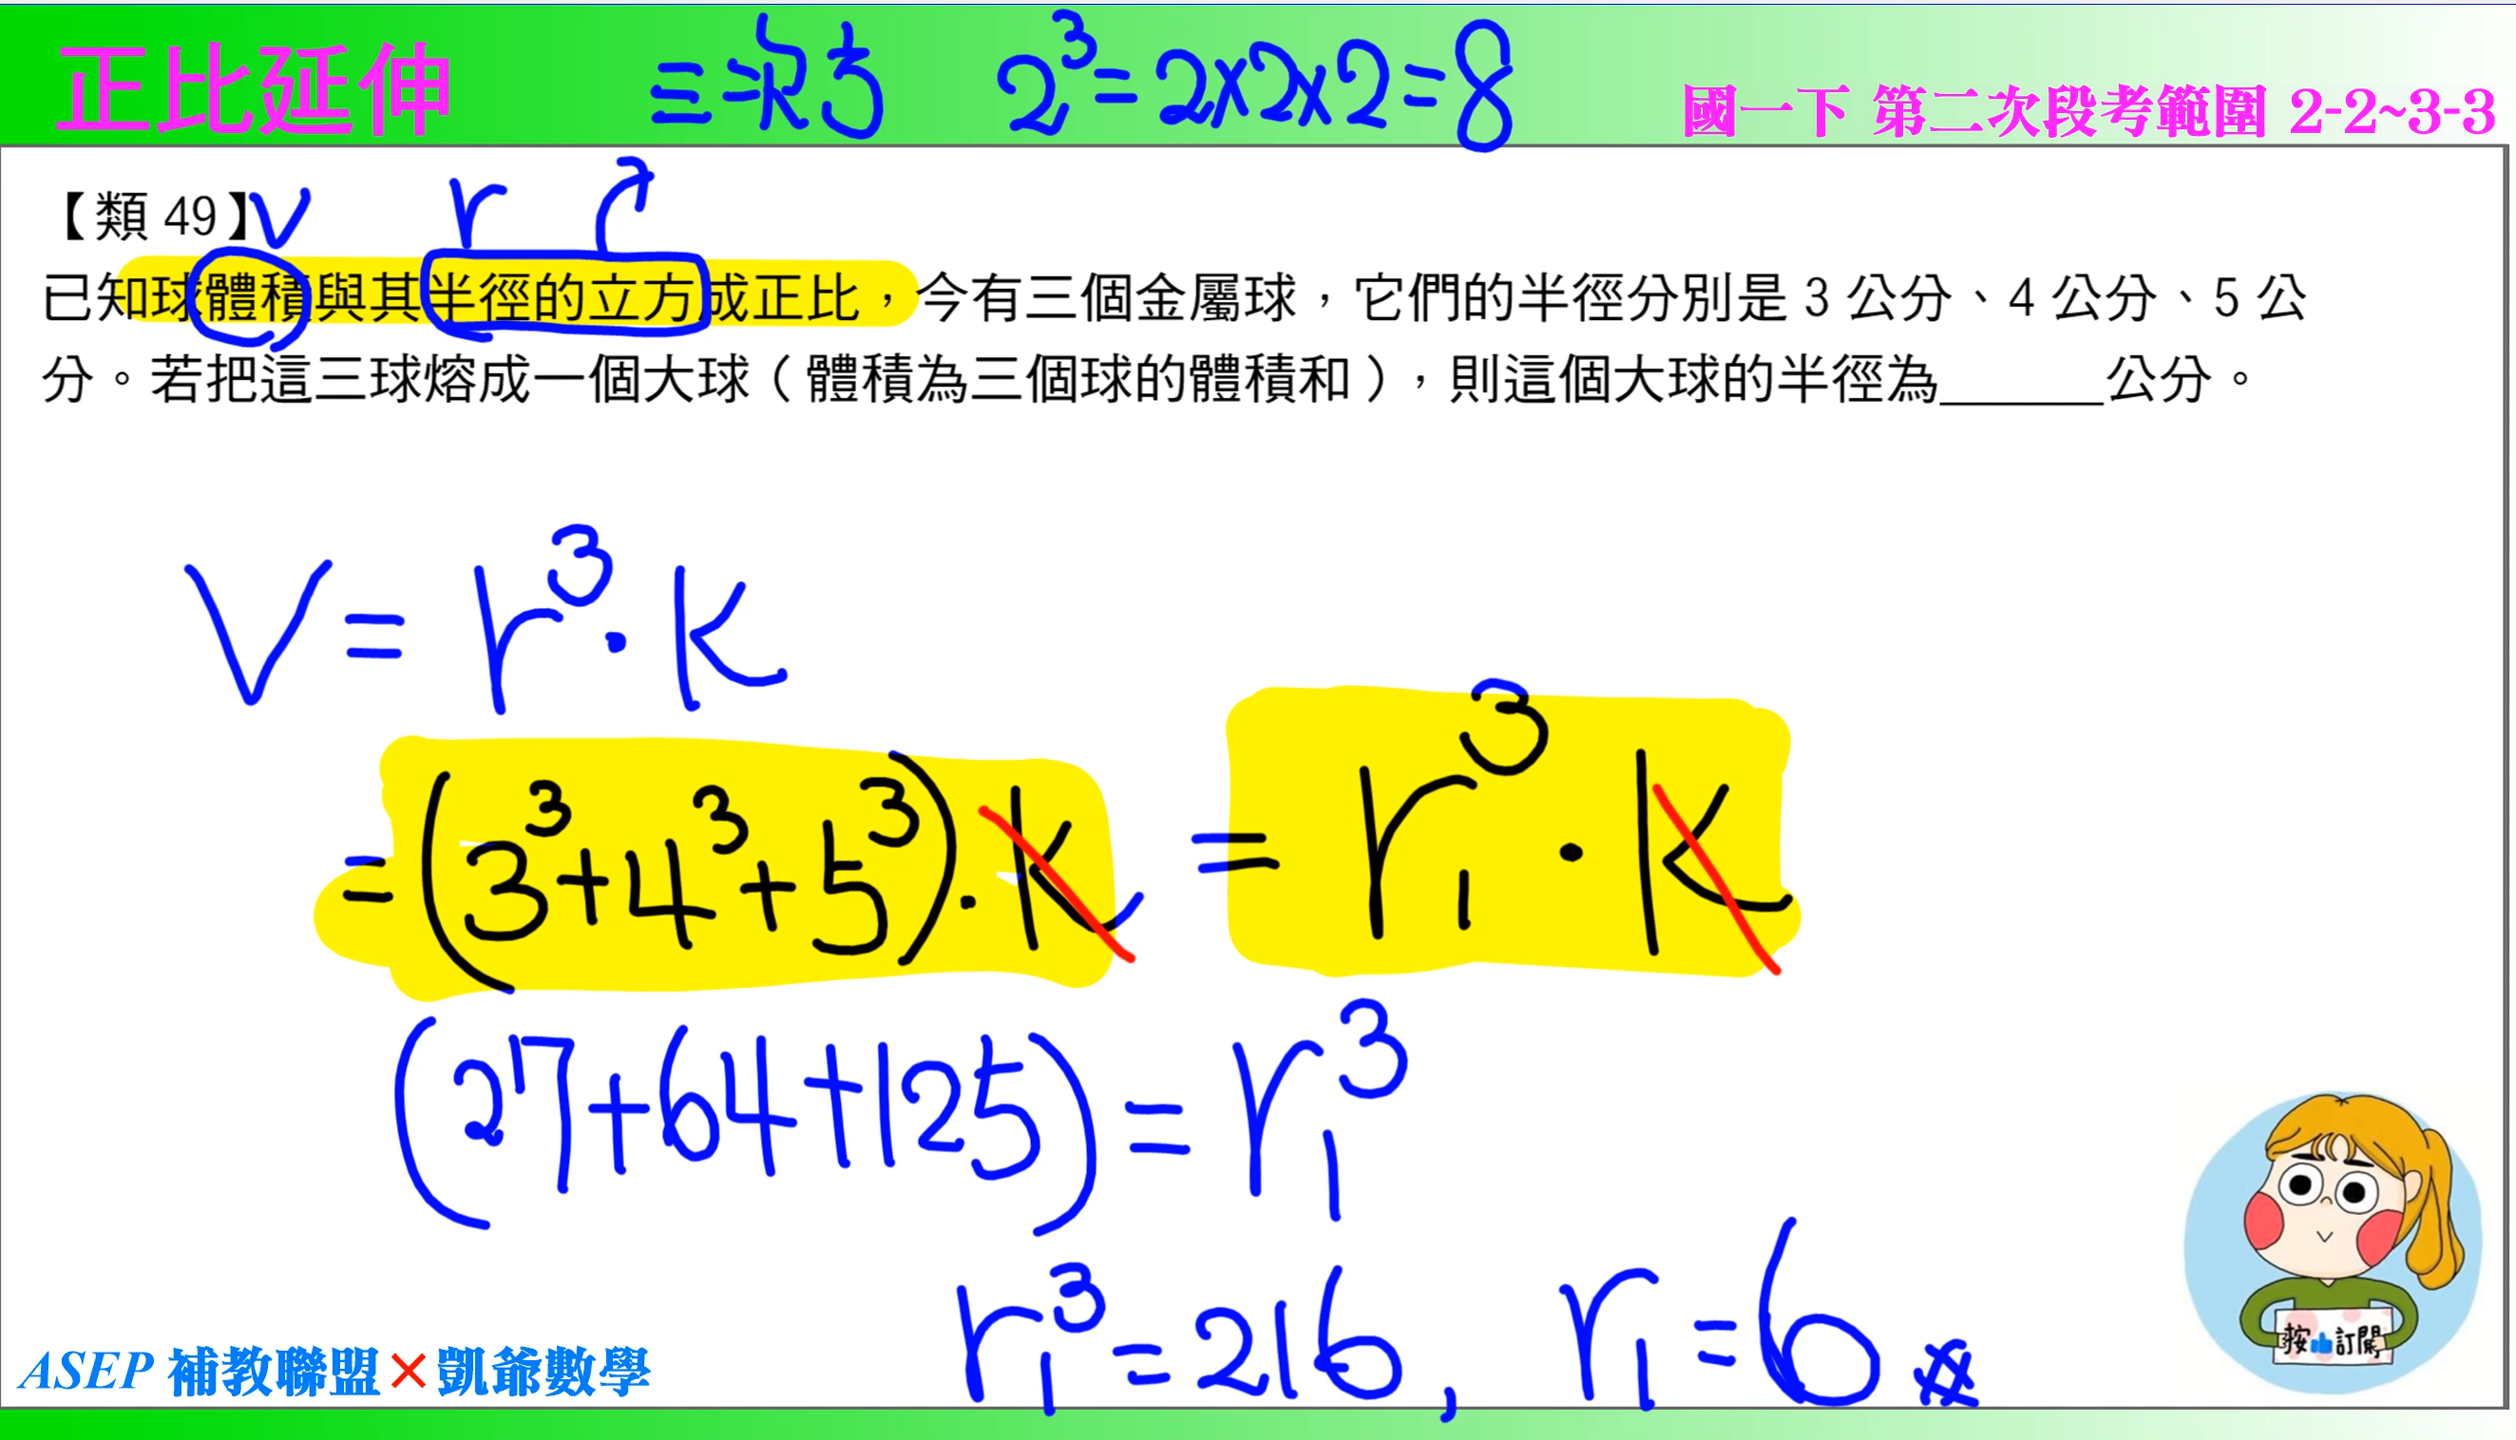 正比延伸
三=次方 2³=2×2×2=8
國一下 第二次段考範圍 2-2~3-3
【類 49】
V r
已知球體積與其半徑的立方成正比，今有三個金屬球，它們的半徑分別是 3 公分、4 公分、5 公
分。若把這三球熔成一個大球（體積為三個球的體積和），則這個大球的半徑為______公分。
V=r³·k
=(3³+4³+5³)·k = r₁³·k
(27+64+125)=r₁³
r₁³=216, r₁=6
按 訂閱
ASEP 補教聯盟×凱爺數學